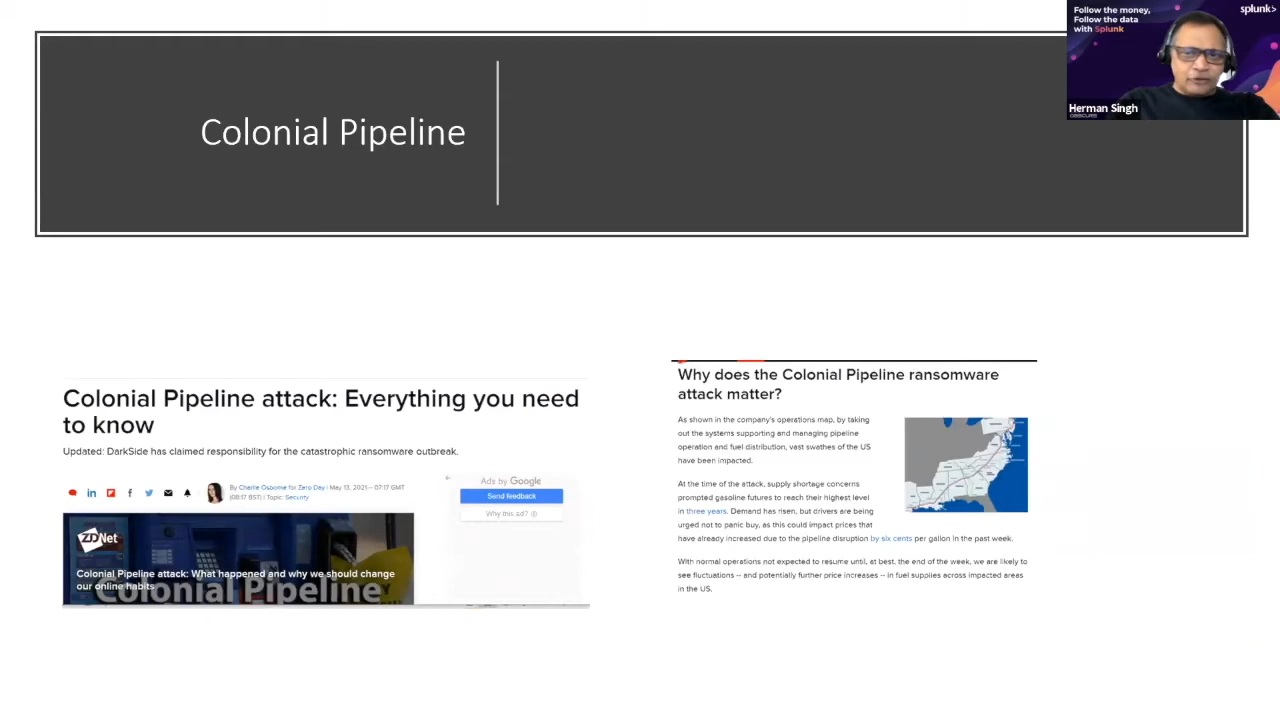 Follow the money,
Follow the data
with Splunk
splunk>
Herman Singh
Colonial Pipeline
Colonial Pipeline attack: Everything you need
to know
Updated: DarkSide has claimed responsibility for the catastrophic ransomware outbreak.
By Charlie Osborne for Zero Day | May 13, 2021 -- 07:17 GMT
(08:17 BST) | Topic: Security
Ads by Google
Send feedback
Why this ad?
ZDNet
Colonial Pipeline attack: What happened and why we should change
our online habits
Colonial Pipeline
Why does the Colonial Pipeline ransomware
attack matter?
As shown in the company's operations map, by taking
out the systems supporting and managing pipeline
operation and fuel distribution, vast swathes of the US
have been impacted.
At the time of the attack, supply shortage concerns
prompted gasoline futures to reach their highest level
in three years. Demand has risen, but drivers are being
urged not to panic buy, as this could impact prices that
have already increased due to the pipeline disruption by six cents per gallon in the past week.
With normal operations not expected to resume until, at best, the end of the week, we are likely to
see fluctuations -- and potentially further price increases -- in fuel supplies across impacted areas
in the US.